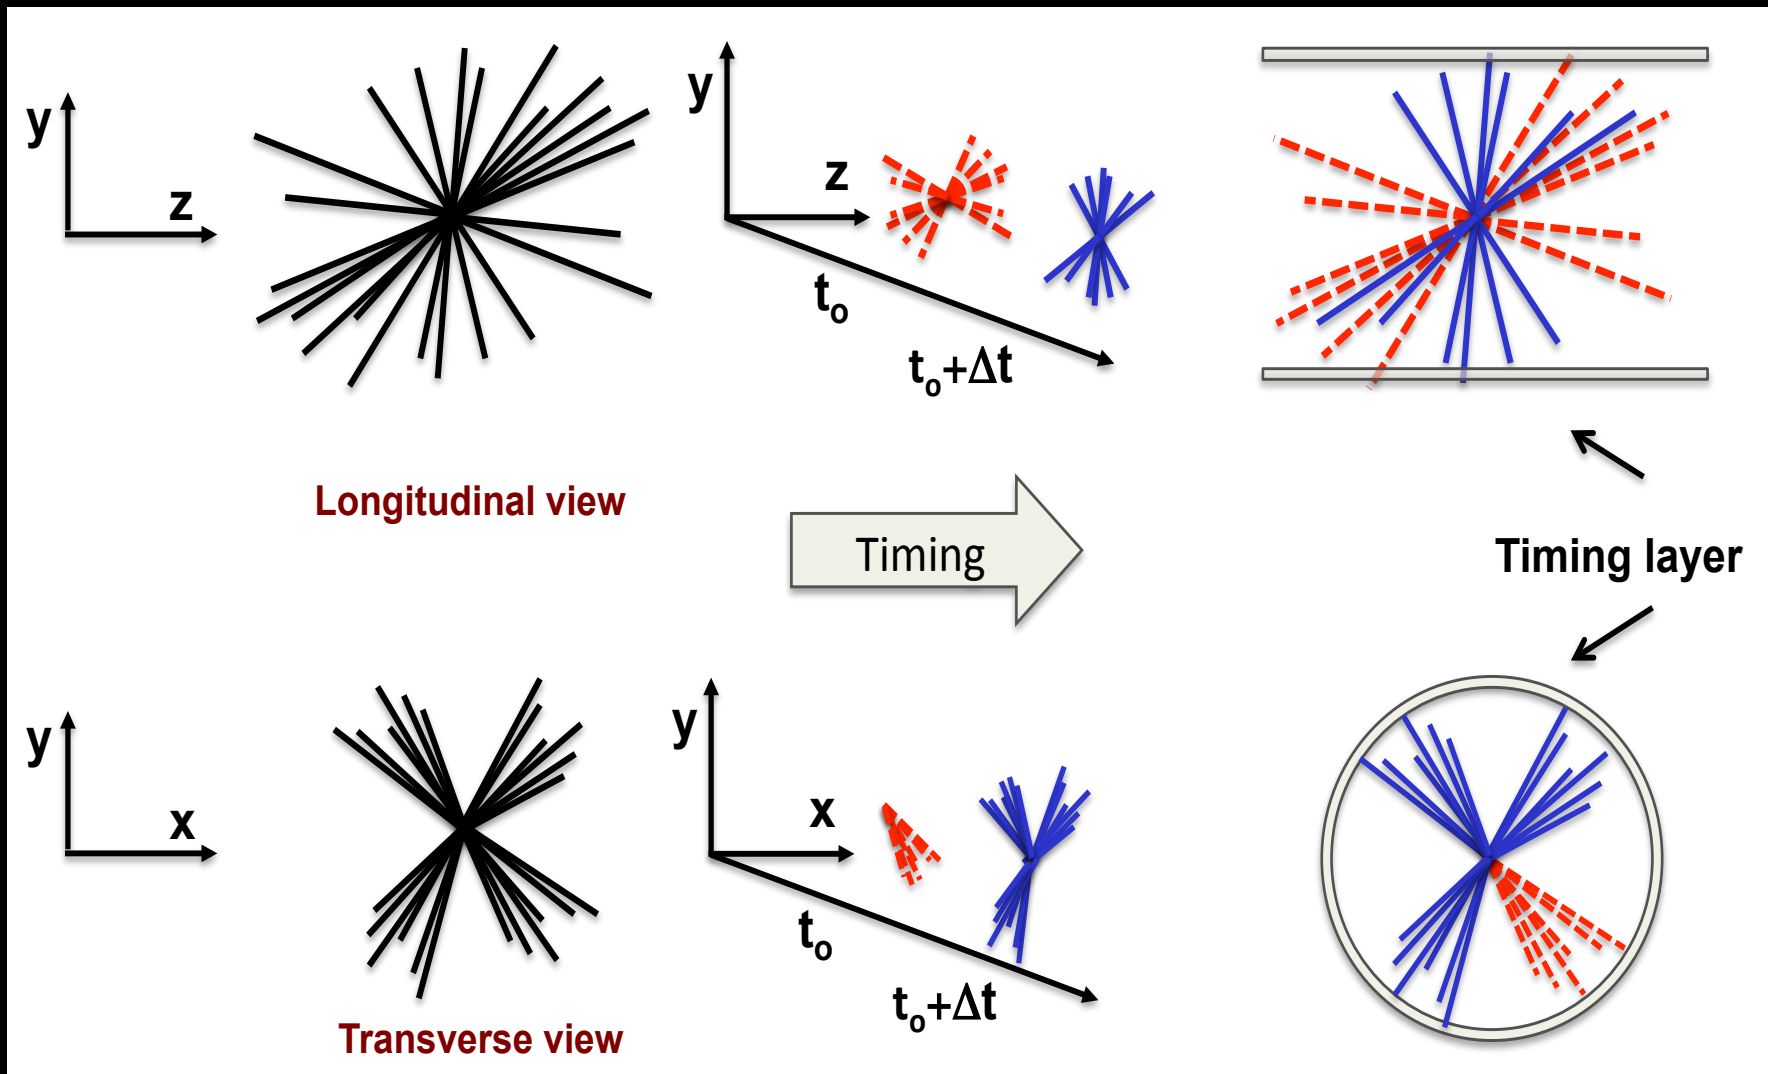 y
z
y
z
t₀
t₀+Δt
Longitudinal view
Timing
Timing layer
y
x
y
x
t₀
t₀+Δt
Transverse view